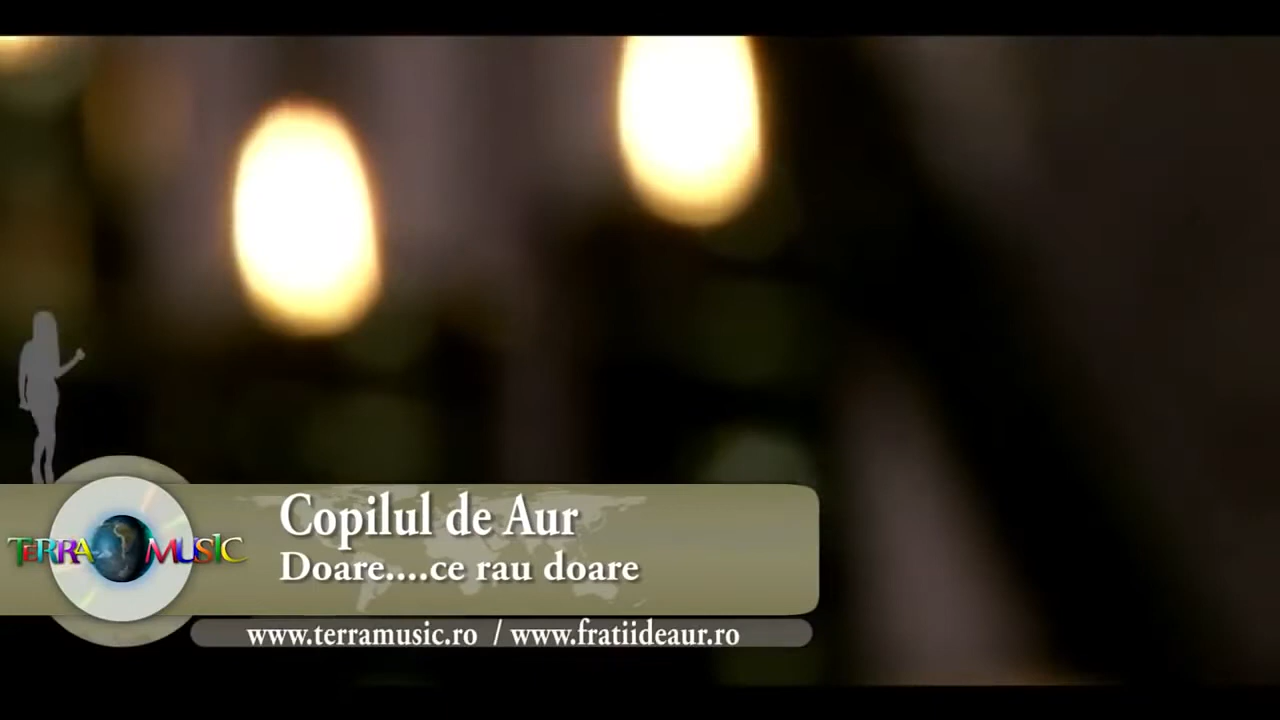 Copilul de Aur
Doare....ce rau doare
TERRA MUSIC
www.terramusic.ro / www.fratiideaur.ro